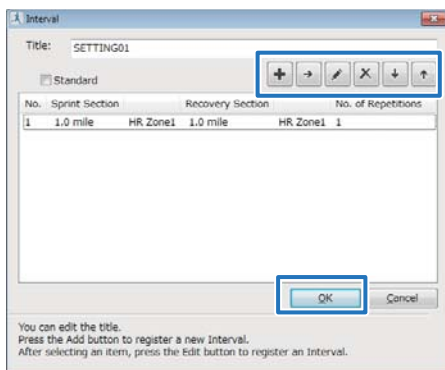 Interval
Title: SETTING01
Standard
No. Sprint Section Recovery Section No. of Repetitions
1 1.0 mile HR Zone1 1.0 mile HR Zone1 1
OK Cancel
You can edit the title.
Press the Add button to register a new Interval.
After selecting an item, press the Edit button to register an Interval.